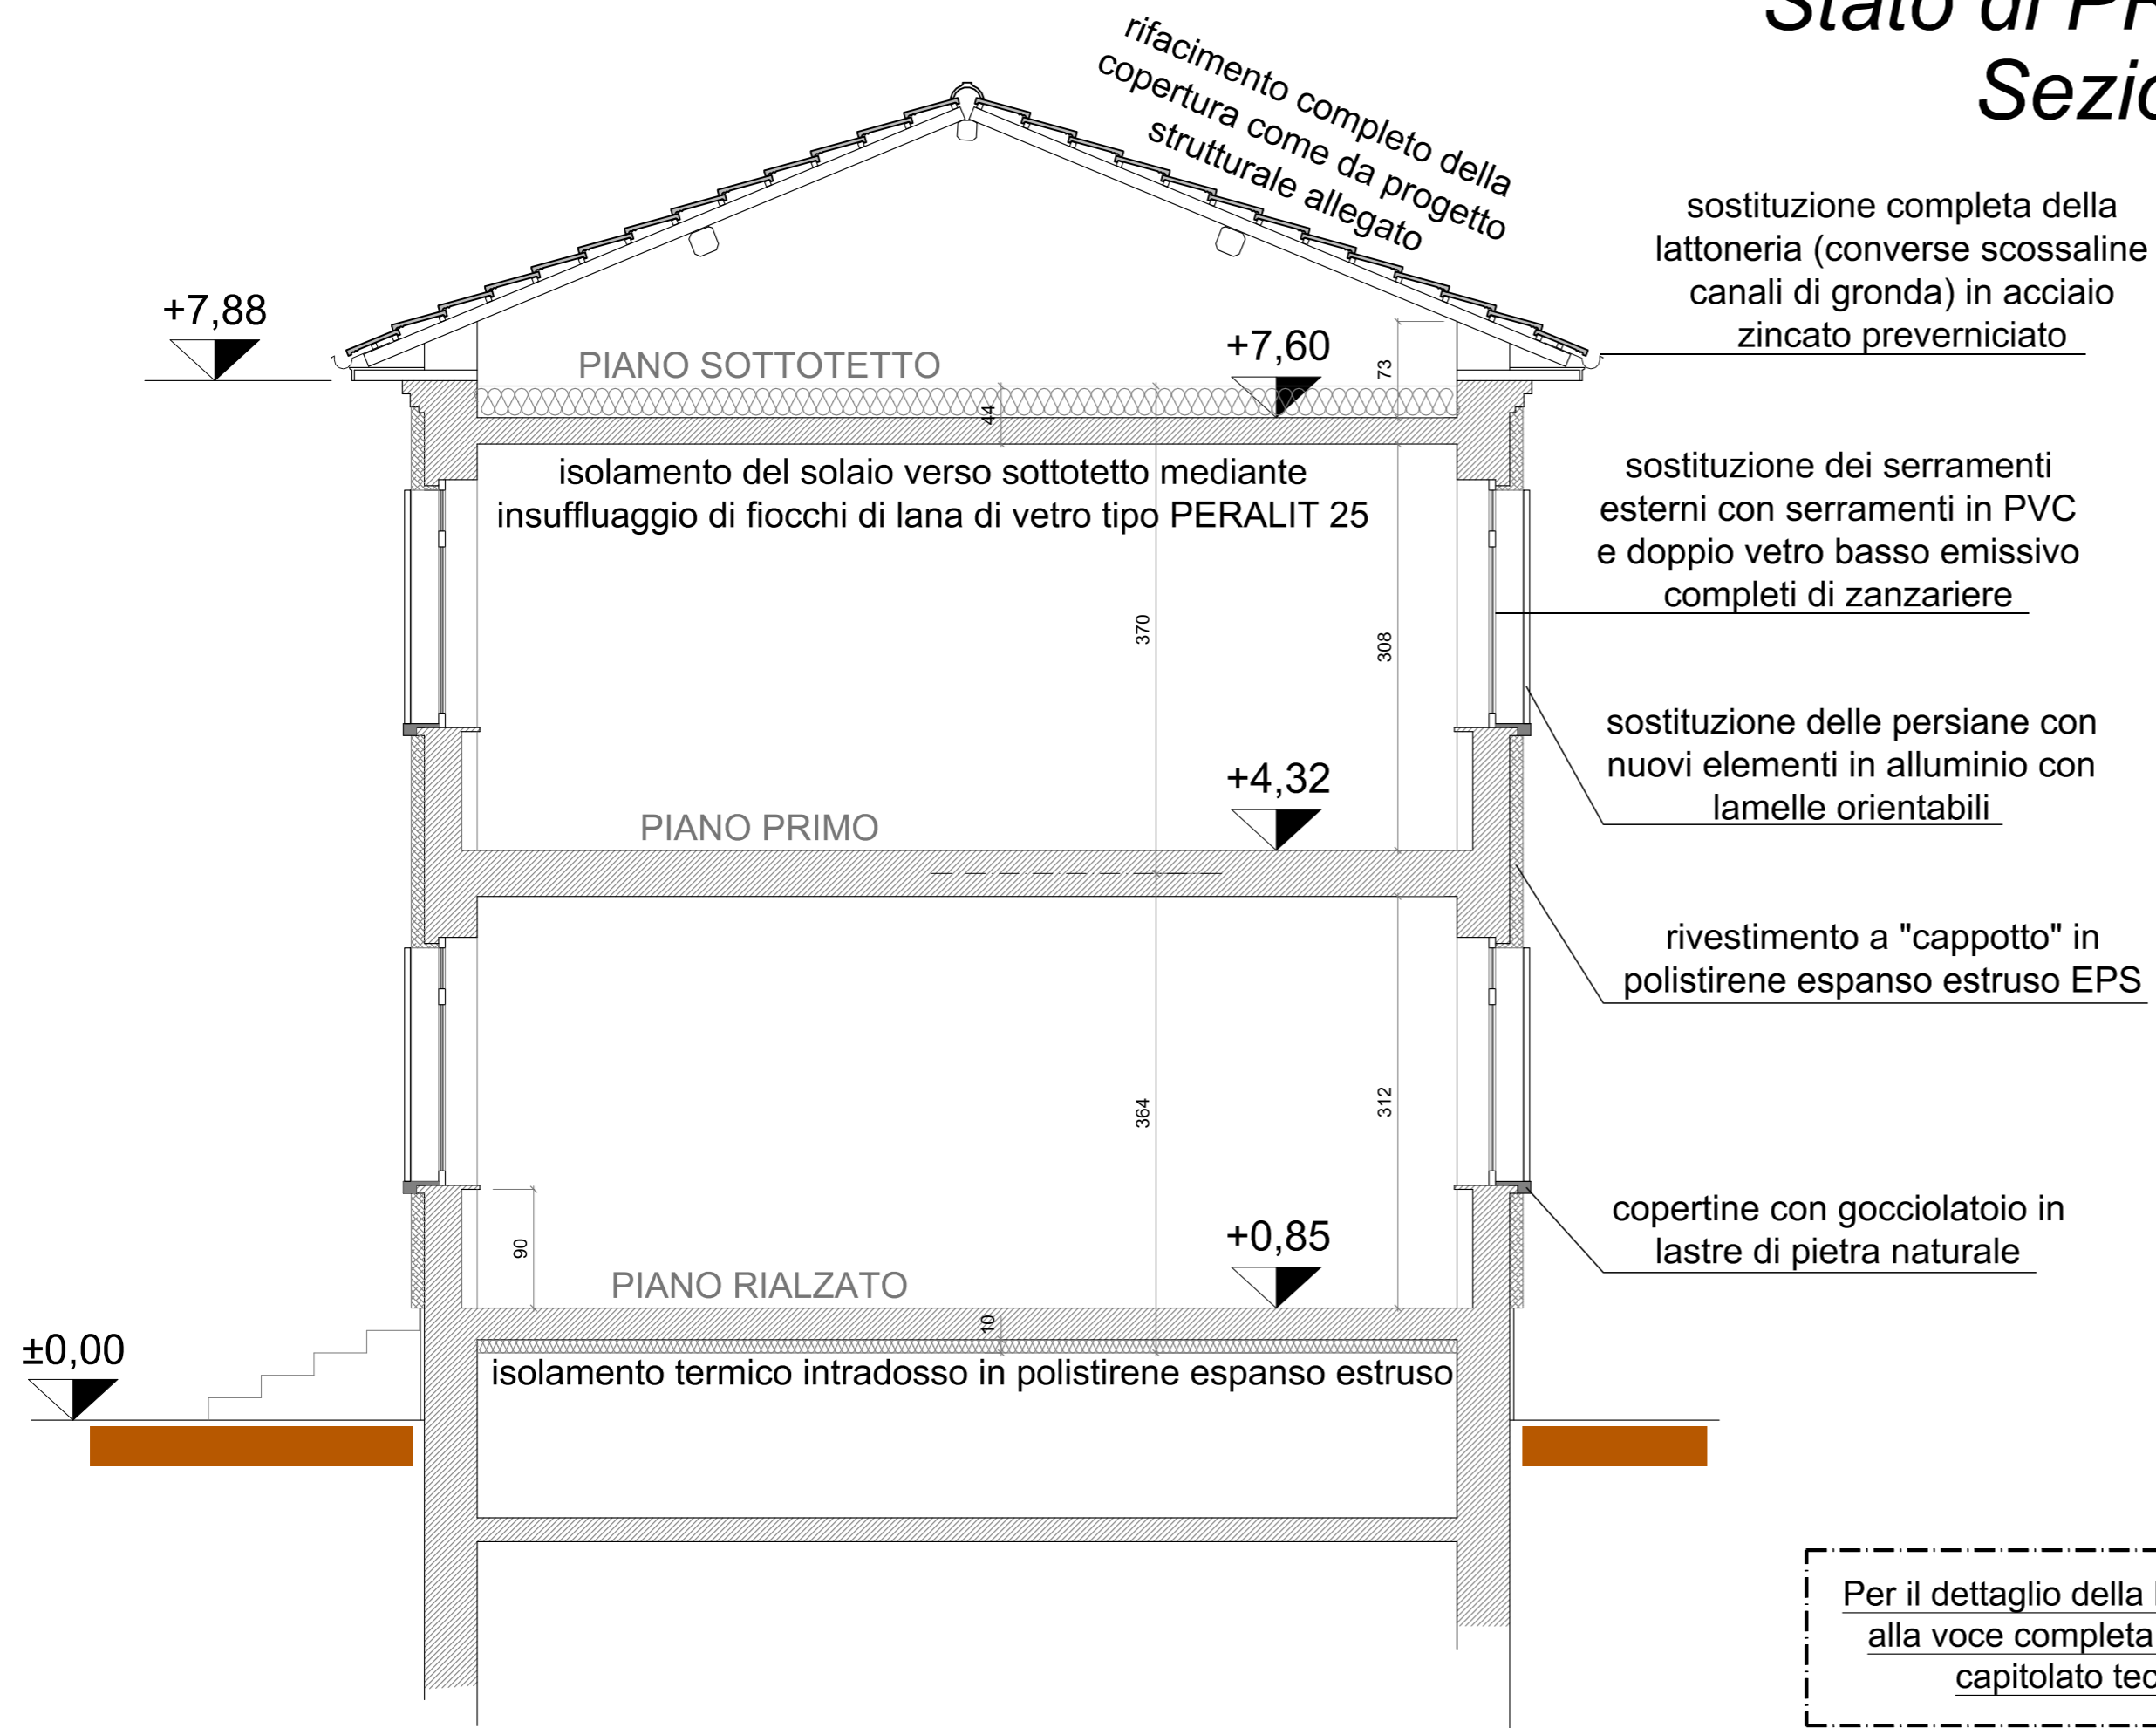 Stato di PR
Sezio
rifacimento completo della
copertura come da progetto
strutturale allegato
sostituzione completa della
lattoneria (converse scossaline
canali di gronda) in acciaio
zincato preverniciato
+7,88
+7,60
73
PIANO SOTTOTETTO
44
isolamento del solaio verso sottotetto mediante
insuffluaggio di fiocchi di lana di vetro tipo PERALIT 25
sostituzione dei serramenti
esterni con serramenti in PVC
e doppio vetro basso emissivo
completi di zanzariere
370
308
sostituzione delle persiane con
nuovi elementi in alluminio con
lamelle orientabili
+4,32
PIANO PRIMO
rivestimento a "cappotto" in
polistirene espanso estruso EPS
364
312
copertine con gocciolatoio in
lastre di pietra naturale
90
+0,85
PIANO RIALZATO
10
±0,00
isolamento termico intradosso in polistirene espanso estruso
Per il dettaglio della
alla voce completa
capitolato tec